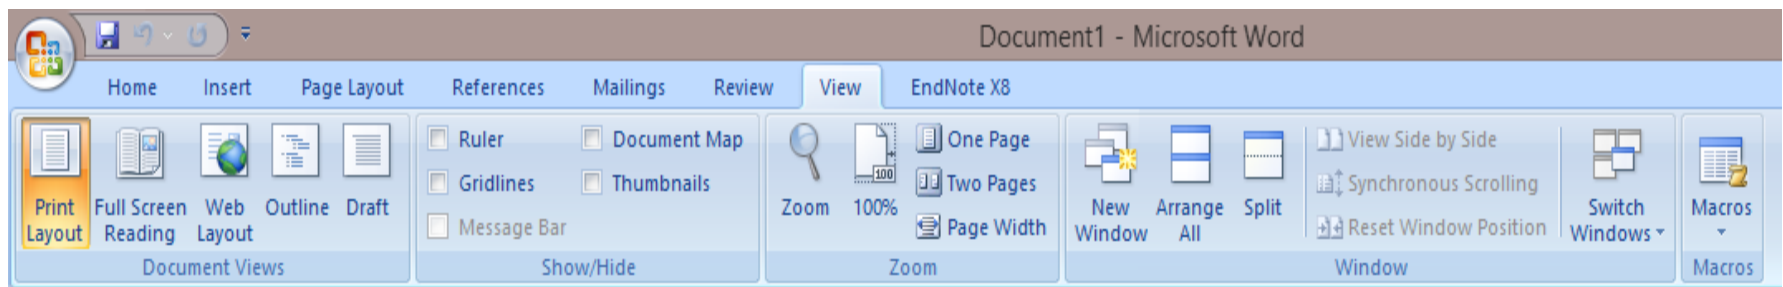 Document1 - Microsoft Word
Home Insert Page Layout References Mailings Review View EndNote X8
Print Layout
Full Screen Reading
Web Layout
Outline
Draft
Document Views
Ruler
Gridlines
Message Bar
Document Map
Thumbnails
Show/Hide
Zoom
100
100%
One Page
Two Pages
Page Width
Zoom
New Window
Arrange All
Split
View Side by Side
Synchronous Scrolling
Reset Window Position
Switch Windows
Window
Macros
Macros